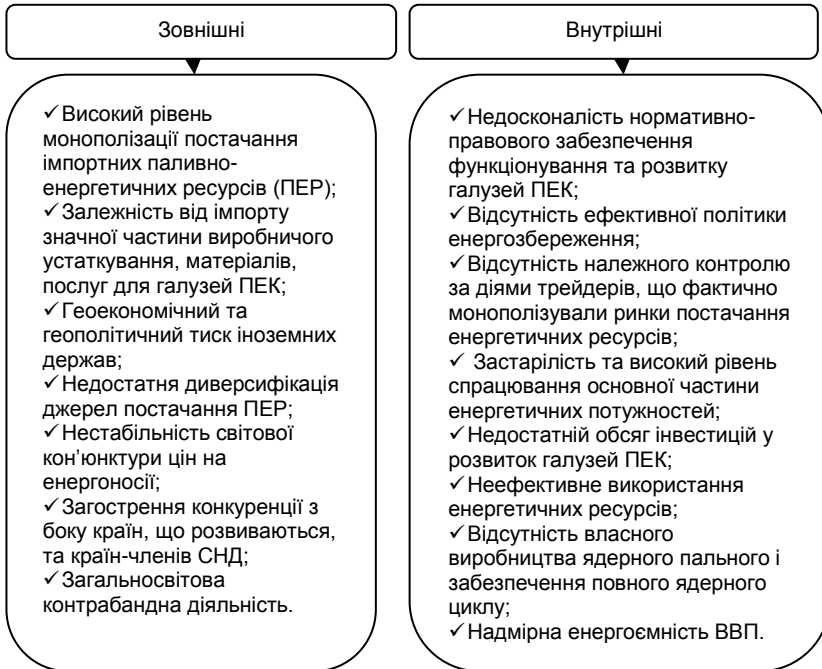 Зовнішні
✓Високий рівень
монополізації постачання
імпортних паливно-
енергетичних ресурсів (ПЕР);
✓Залежність від імпорту
значної частини виробничого
устаткування, матеріалів,
послуг для галузей ПЕК;
✓Геоекономічний та
геополітичний тиск іноземних
держав;
✓Недостатня диверсифікація
джерел постачання ПЕР;
✓Нестабільність світової
кон’юнктури цін на
енергоносії;
✓Загострення конкуренції з
боку країн, що розвиваються,
та країн-членів СНД;
✓Загальносвітова
контрабандна діяльність.
Внутрішні
✓Недосконалість нормативно-
правового забезпечення
функціонування та розвитку
галузей ПЕК;
✓Відсутність ефективної політики
енергозбереження;
✓Відсутність належного контролю
за діями трейдерів, що фактично
монополізували ринки постачання
енергетичних ресурсів;
✓ Застарілість та високий рівень
спрацювання основної частини
енергетичних потужностей;
✓Недостатній обсяг інвестицій у
розвиток галузей ПЕК;
✓Неефективне використання
енергетичних ресурсів;
✓Відсутність власного
виробництва ядерного пального і
забезпечення повного ядерного
циклу;
✓Надмірна енергоємність ВВП.